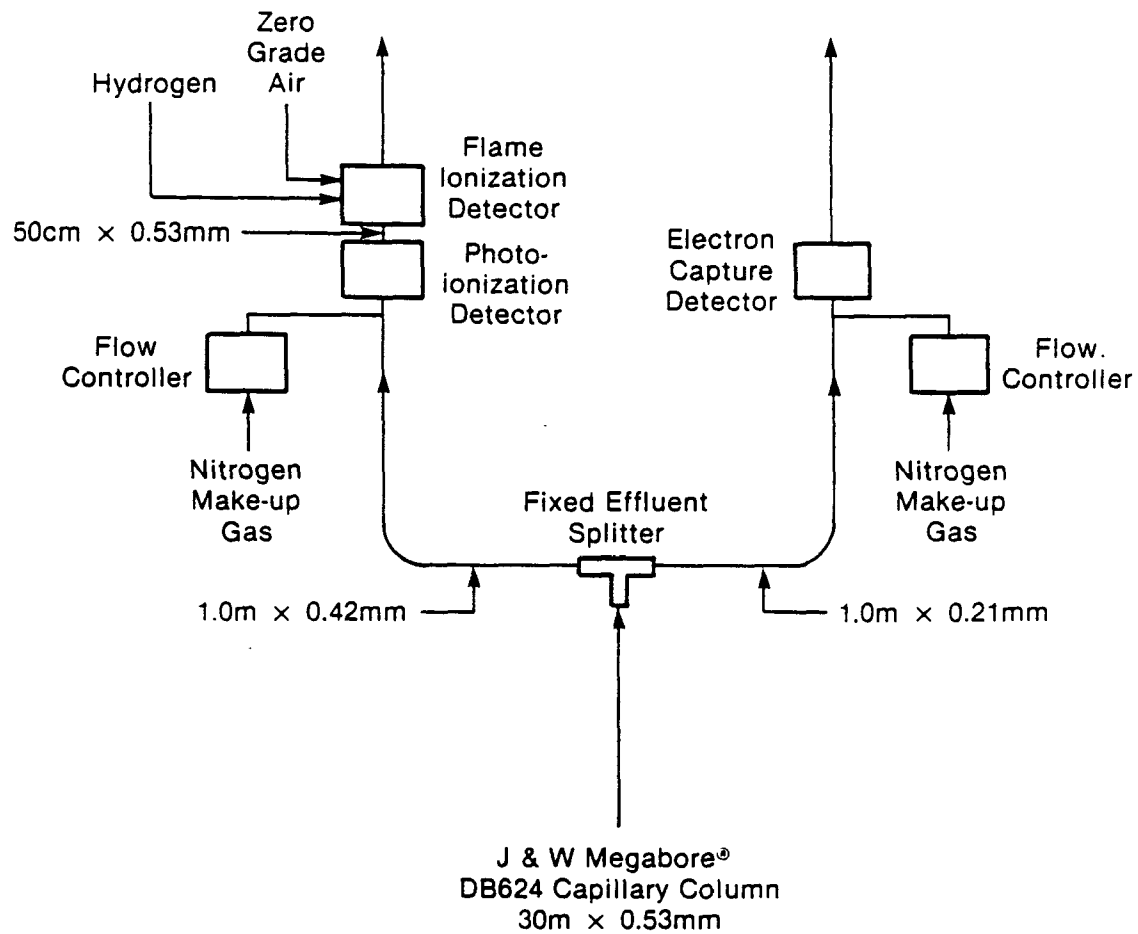 Zero
Grade
Air
Hydrogen
Flame
Ionization
Detector
50cm × 0.53mm
Photo-
ionization
Detector
Electron
Capture
Detector
Flow
Controller
Flow.
Controller
Nitrogen
Make-up
Gas
Fixed Effluent
Splitter
Nitrogen
Make-up
Gas
1.0m × 0.42mm
1.0m × 0.21mm
J & W Megabore®
DB624 Capillary Column
30m × 0.53mm